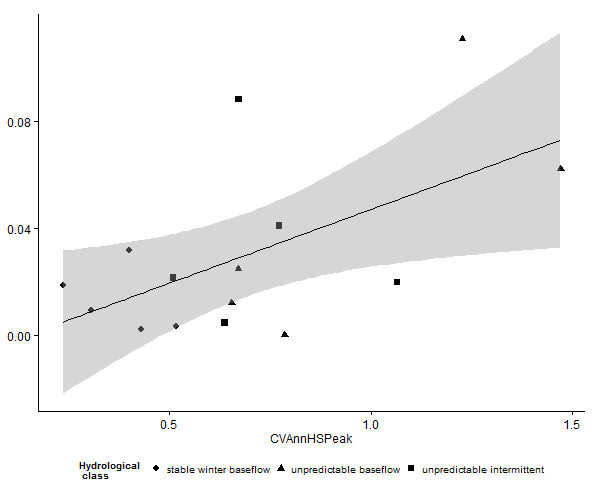 0.08
0.04
0.00
0.5 1.0 1.5
CVAnnHSPeak
Hydrological
class
stable winter baseflow unpredictable baseflow unpredictable intermittent